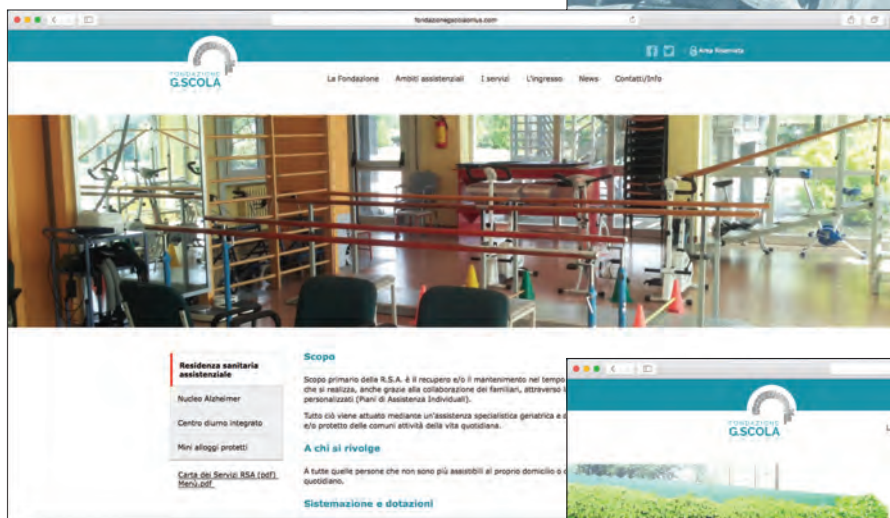 fondazionegscolaonlus.com
Area Riservata
FONDAZIONE
G.SCOLA
La Fondazione Ambiti assistenziali I servizi L'ingresso News Contatti/Info
Residenza sanitaria
assistenziale
Nucleo Alzheimer
Centro diurno integrato
Mini alloggi protetti
Carta dei Servizi RSA (pdf)
Menù.pdf
Scopo
Scopo primario delle R.S.A. è il recupero e/o il mantenimento nel tempo
che si realizza, anche grazie alla collaborazione dei familiari, attraverso
personalizzati (Piani di Assistenza Individuali).
Tutto ciò viene attuato mediante un'assistenza specialistica geriatrica e
e/o protetto delle comuni attività della vita quotidiana.
A chi si rivolge
A tutte quelle persone che non sono più assistibili al proprio domicilio o
quotidiano.
Sistemazione e dotazioni
FONDAZIONE
G.SCOLA